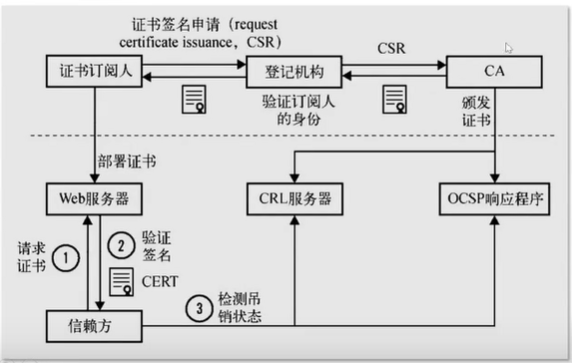 证书签名申请（request
certificate issuance，CSR）
CSR
证书订阅人
登记机构
CA
验证订阅人
的身份
颁发
证书
部署证书
Web服务器
CRL服务器
OCSP响应程序
请求
证书
1
2
验证
签名
CERT
3
检测吊
销状态
信赖方